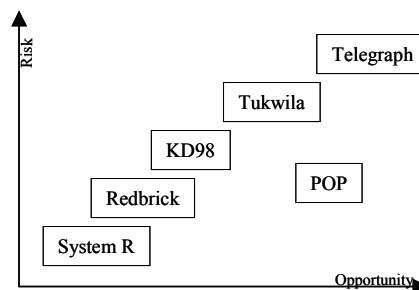 Risk
Telegraph
Tukwila
KD98
POP
Redbrick
System R
Opportunity